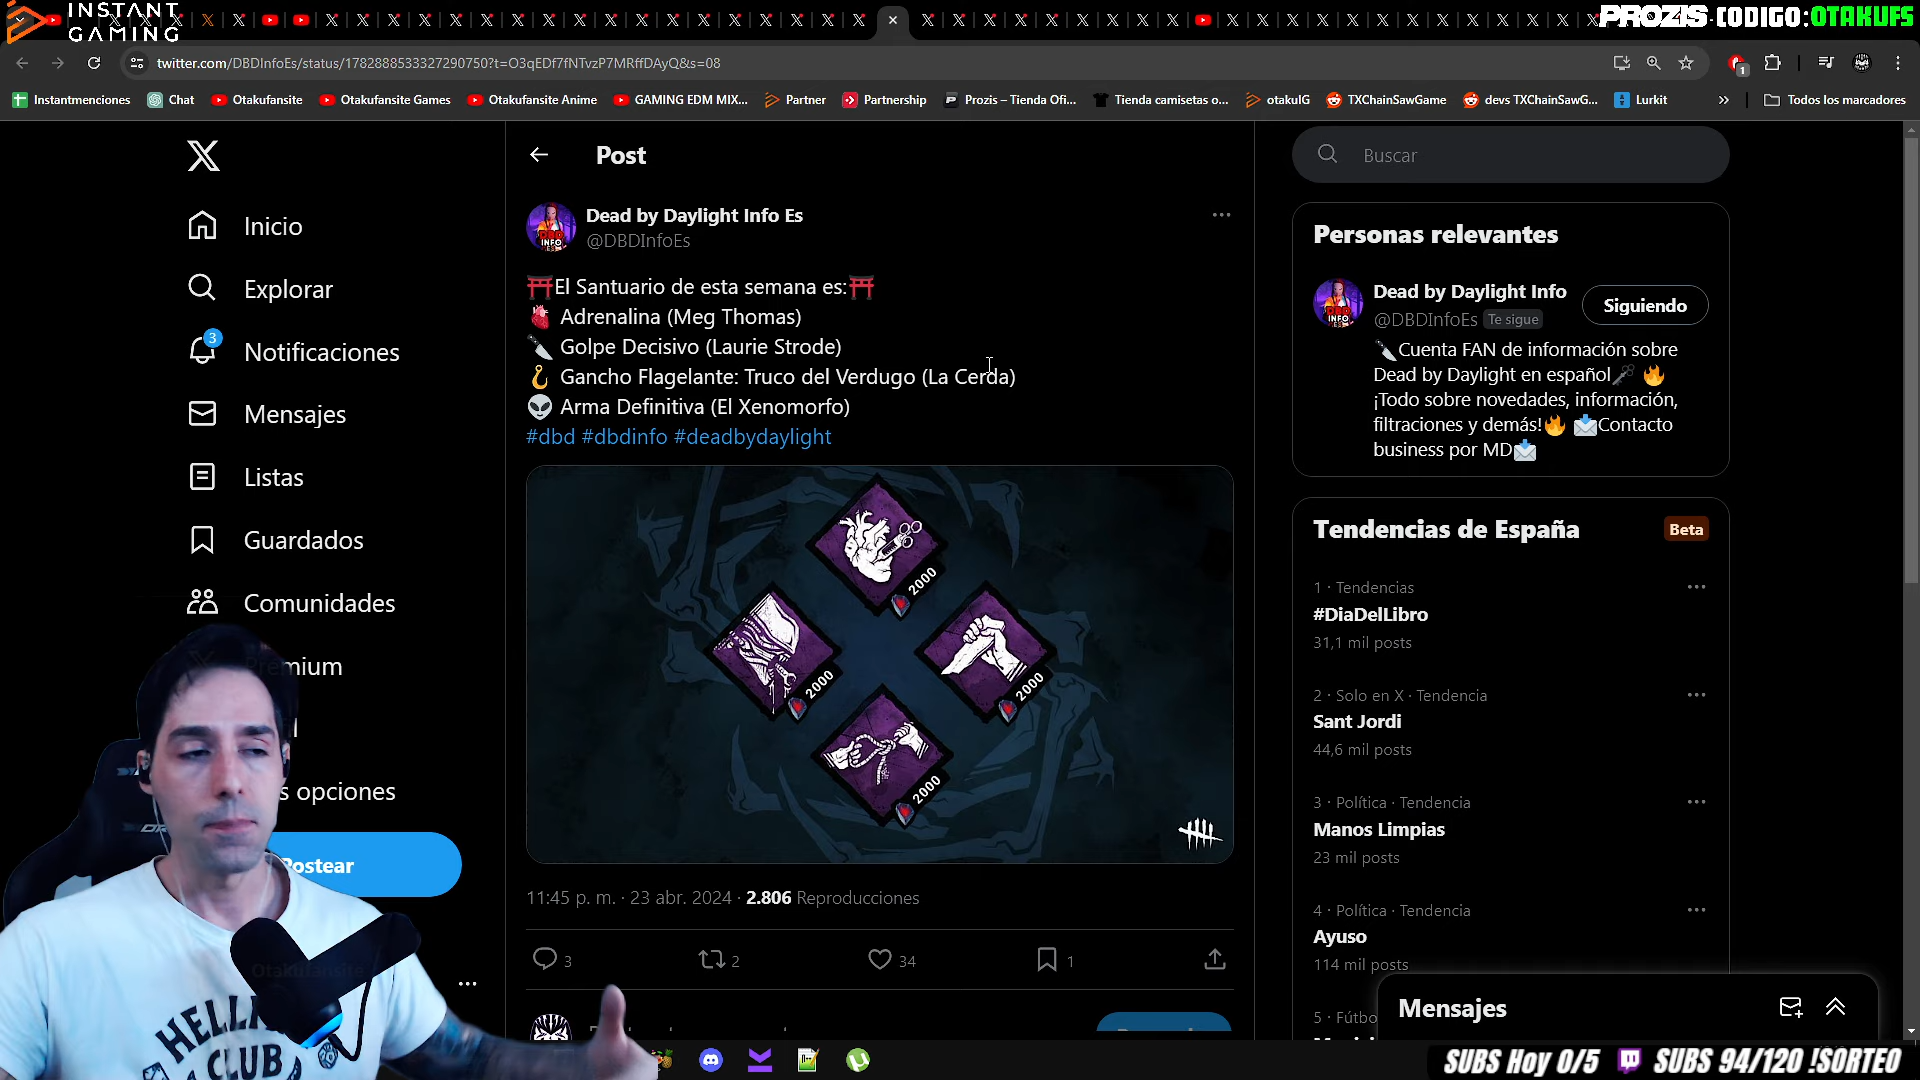 INSTANT
GAMING
PROZIS CODIGO:OTAKUFS
twitter.com/DBDInfoEs/status/1782888533327290750?t=O3qEDf7fNTvzP7MRffDAyQ&s=08
1
Instantmenciones
Chat
Otakufansite
Otakufansite Games
Otakufansite Anime
GAMING EDM MIX...
Partner
Partnership
Prozis – Tienda Ofi...
Tienda camisetas o...
otakuIG
TXChainSawGame
devs TXChainSawG...
Lurkit
Todos los marcadores
Inicio
Explorar
3
Notificaciones
Mensajes
Listas
Guardados
Comunidades
Premium
s opciones
Postear
Otakufansite
Post
Dead by Daylight Info Es
@DBDInfoEs
⛩️El Santuario de esta semana es:⛩️
🫀 Adrenalina (Meg Thomas)
🔪 Golpe Decisivo (Laurie Strode)
🪝 Gancho Flagelante: Truco del Verdugo (La Cerda)
👽 Arma Definitiva (El Xenomorfo)
#dbd #dbdinfo #deadbydaylight
2000
2000
2000
2000
11:45 p. m. · 23 abr. 2024 · 2.806 Reproducciones
3
2
34
1
Buscar
Personas relevantes
Dead by Daylight Info
@DBDInfoEs Te sigue
Siguiendo
🔪Cuenta FAN de información sobre
Dead by Daylight en español🗝️ 🔥
¡Todo sobre novedades, información,
filtraciones y demás!🔥 📩Contacto
business por MD📩
Tendencias de España
Beta
1 · Tendencias
#DiaDelLibro
31,1 mil posts
2 · Solo en X · Tendencia
Sant Jordi
44,6 mil posts
3 · Política · Tendencia
Manos Limpias
23 mil posts
4 · Política · Tendencia
Ayuso
114 mil posts
Mensajes
HELLF
CLUB
SUBS Hoy 0/5
SUBS 94/120 !SORTEO